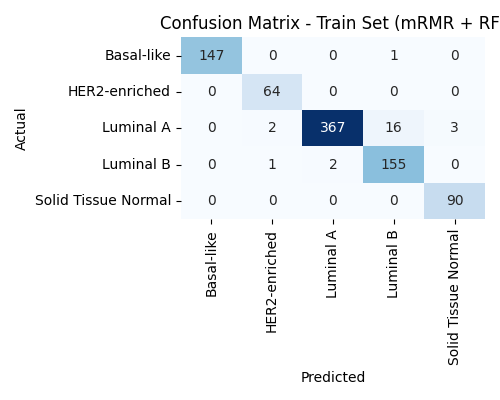 Confusion Matrix - Train Set (mRMR + RF
Basal-like 147 0 0 1 0
HER2-enriched 0 64 0 0 0
Luminal A 0 2 367 16 3
Luminal B 0 1 2 155 0
Solid Tissue Normal 0 0 0 0 90
Actual
Basal-like
HER2-enriched
Luminal A
Luminal B
Solid Tissue Normal
Predicted